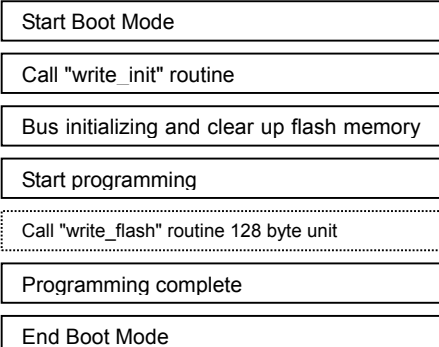 Start Boot Mode
Call "write_init" routine
Bus initializing and clear up flash memory
Start programming
Call "write_flash" routine 128 byte unit
Programming complete
End Boot Mode